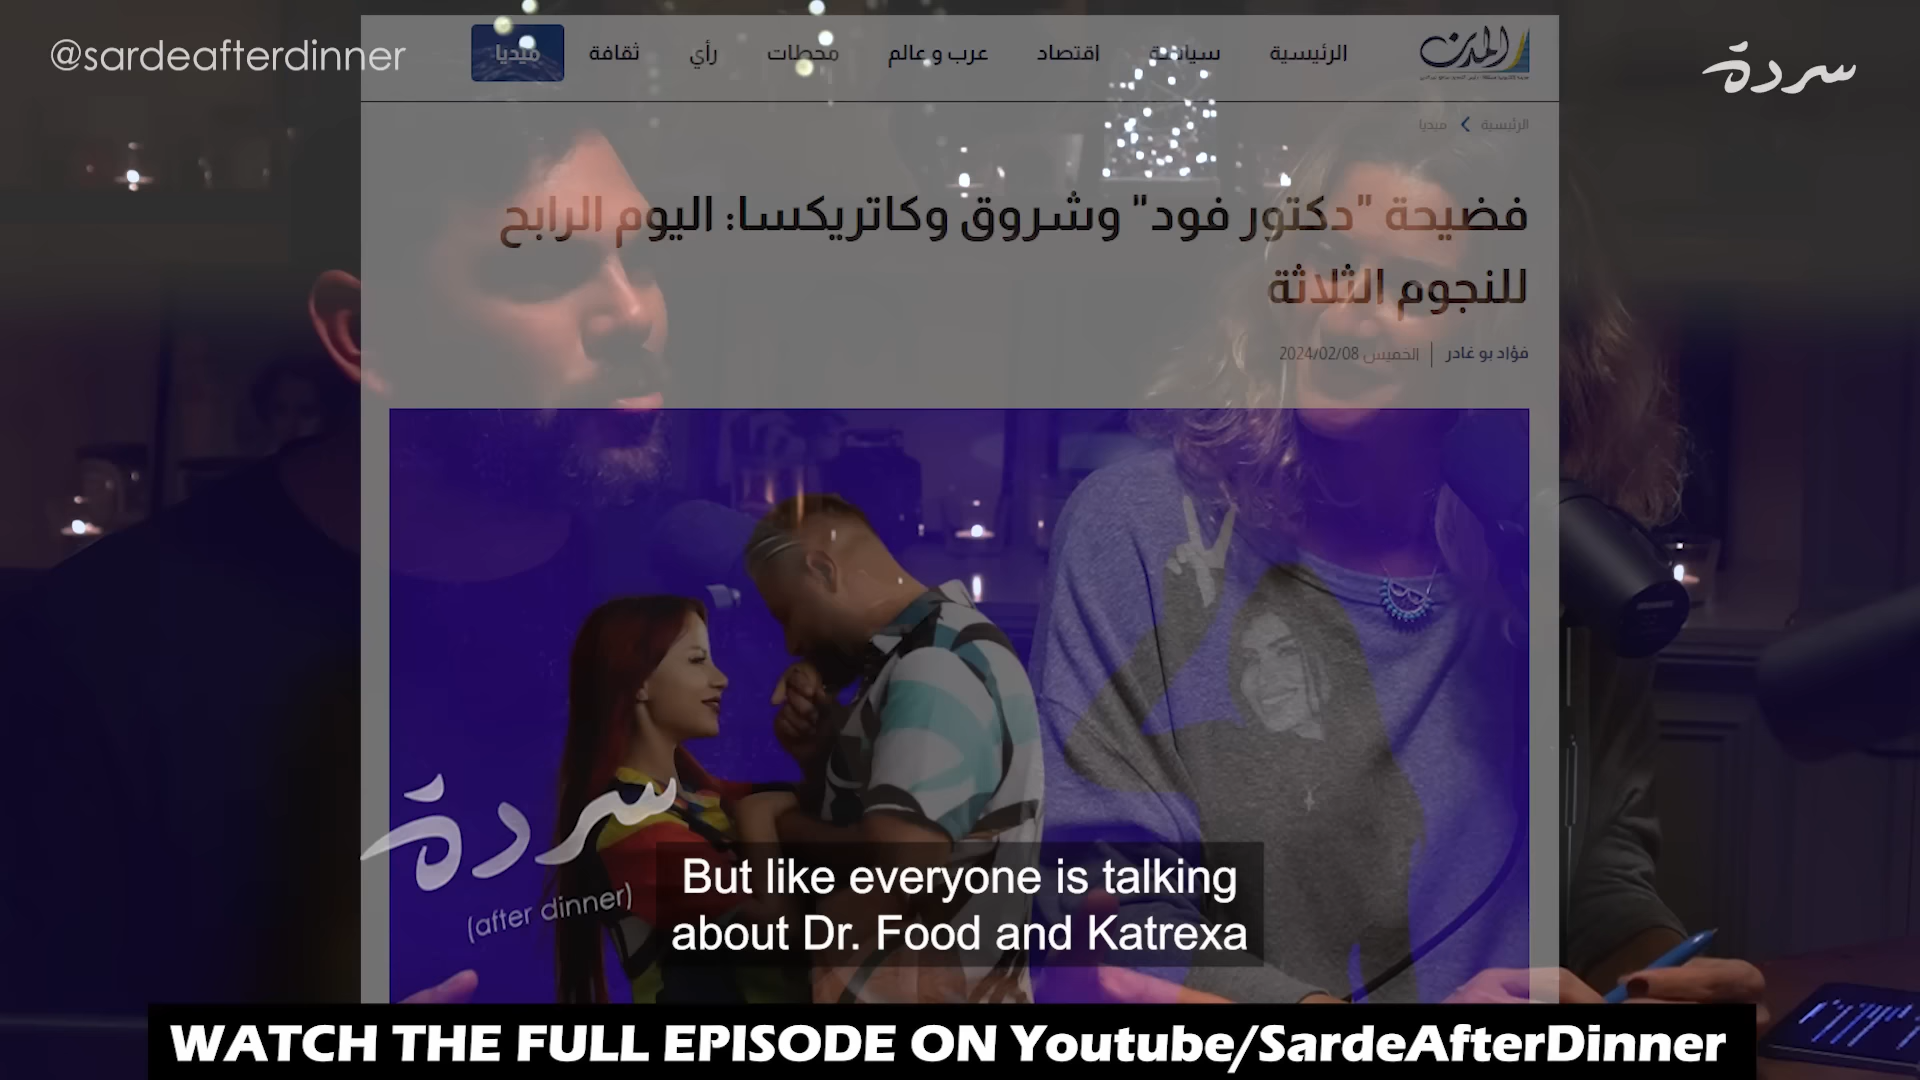 @sardeafterdinner
سردة
المدن
الرئيسية سياسة اقتصاد عرب و عالم محطات رأي ثقافة ميديا
الرئيسية ميديا
فضيحة "دكتور فود" وشروق وكاتريكسا: اليوم الرابح
للنجوم الثلاثة
فؤاد بو غادر | الخميس 2024/02/08
سردة
(after dinner)
But like everyone is talking
about Dr. Food and Katrexa
WATCH THE FULL EPISODE ON Youtube/SardeAfterDinner